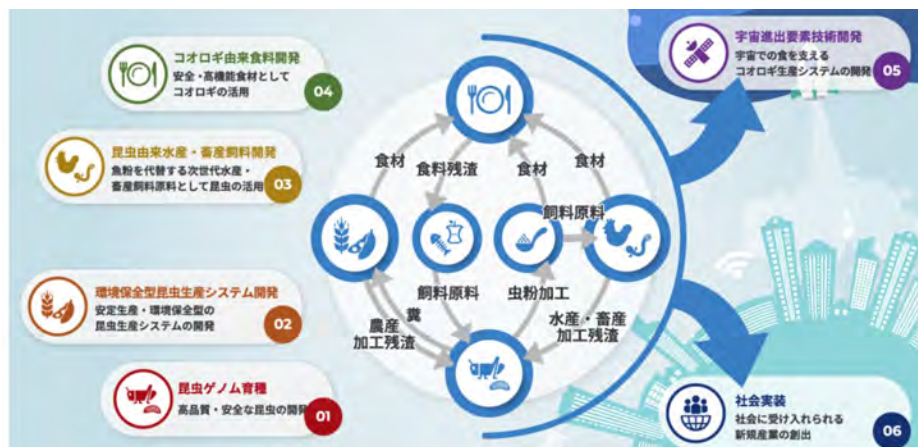 コオロギ由来食料開発
安全・高機能食材として
コオロギの活用
04
昆虫由来水産・畜産飼料開発
魚粉を代替する次世代水産・
畜産飼料原料として昆虫の活用
03
環境保全型昆虫生産システム開発
安定生産・環境保全型の
昆虫生産システムの開発
02
昆虫ゲノム育種
高品質・安全な昆虫の開発
01
食材
食料残渣
食材
食材
飼料原料
飼料原料
虫粉加工
糞
農産
加工残渣
水産・畜産
加工残渣
宇宙進出要素技術開発
宇宙での食を支える
コオロギ生産システムの開発
05
社会実装
社会に受け入れられる
新規産業の創出
06